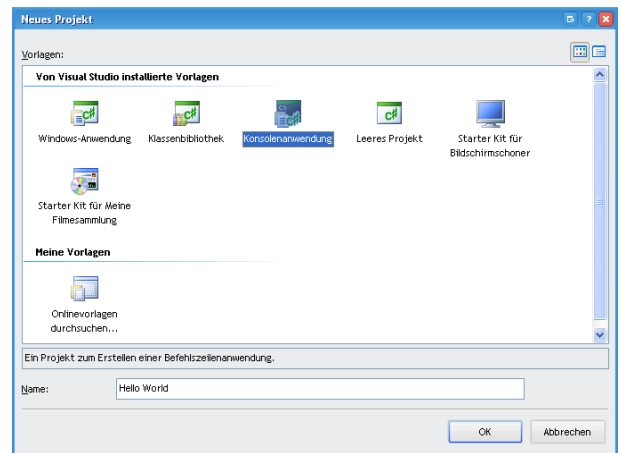 Neues Projekt
Vorlagen:
Von Visual Studio installierte Vorlagen
Windows-Anwendung
Klassenbibliothek
Konsolenanwendung
Leeres Projekt
Starter Kit für
Bildschirmschoner
Starter Kit für Meine
Filmesammlung
Meine Vorlagen
Onlinevorlagen
durchsuchen...
Ein Projekt zum Erstellen einer Befehlszeilenanwendung.
Name:
Hello World
OK
Abbrechen